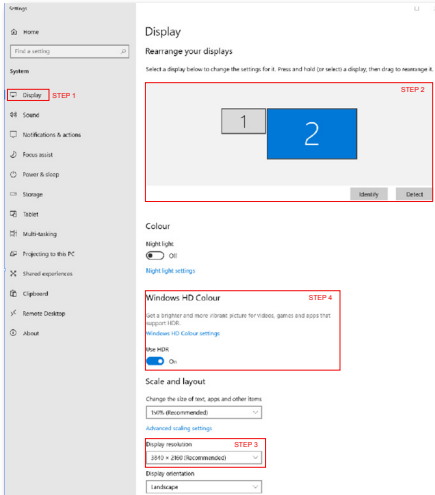 Settings
Home
Find a setting
System
Display STEP 1
Sound
Notifications & actions
Focus assist
Power & sleep
Storage
Tablet
Multi-tasking
Projecting to this PC
Shared experiences
Clipboard
Remote Desktop
About
Display
Rearrange your displays
Select a display below to change the settings for it. Press and hold (or select) a display, then drag to rearrange it.
STEP 2
1 2
Identify Detect
Colour
Night light
Off
Night light settings
Windows HD Colour STEP 4
Get a brighter and more vibrant picture for videos, games and apps that
support HDR.
Windows HD Colour settings
Use HDR
On
Scale and layout
Change the size of text, apps and other items
150% (Recommended)
Advanced scaling settings
Display resolution STEP 3
3840 × 2160 (Recommended)
Display orientation
Landscape